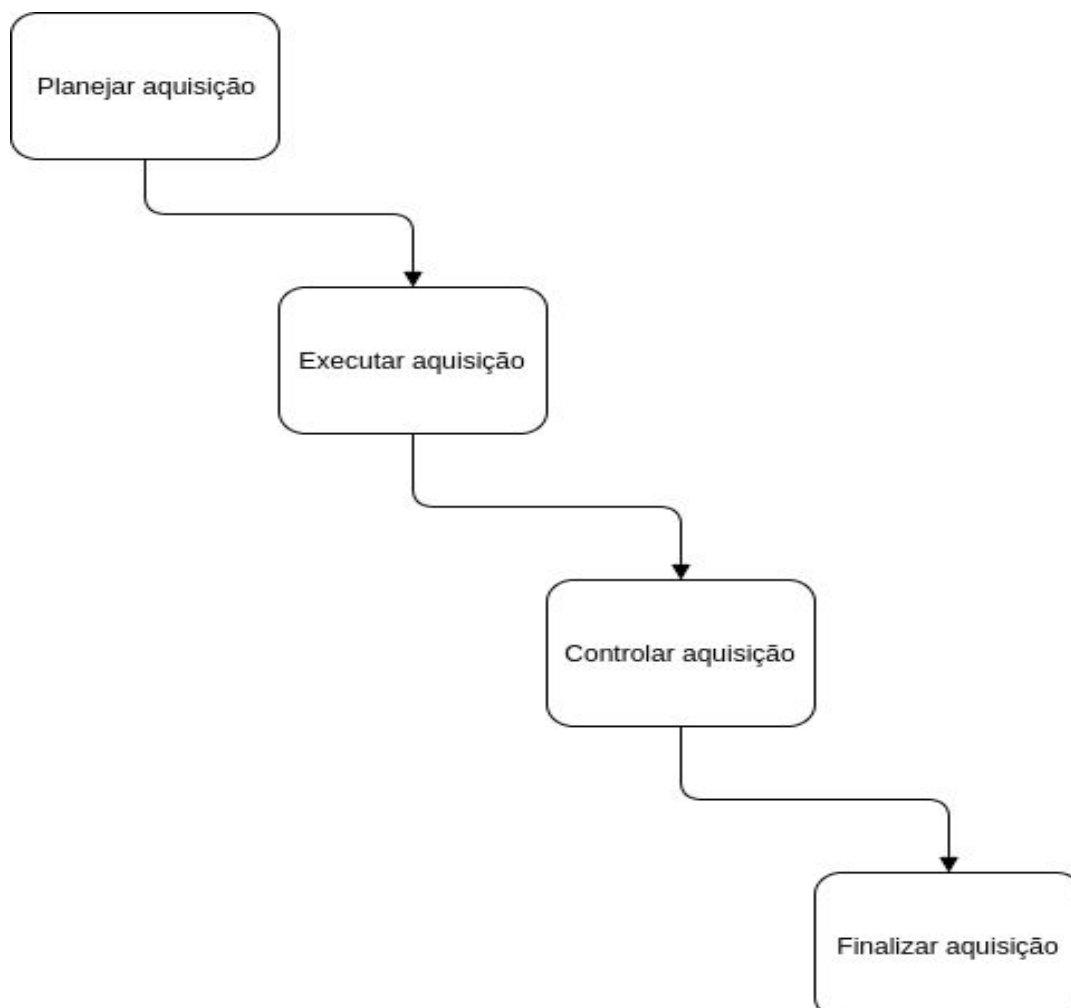 Planejar aquisição
Executar aquisição
Controlar aquisição
Finalizar aquisição